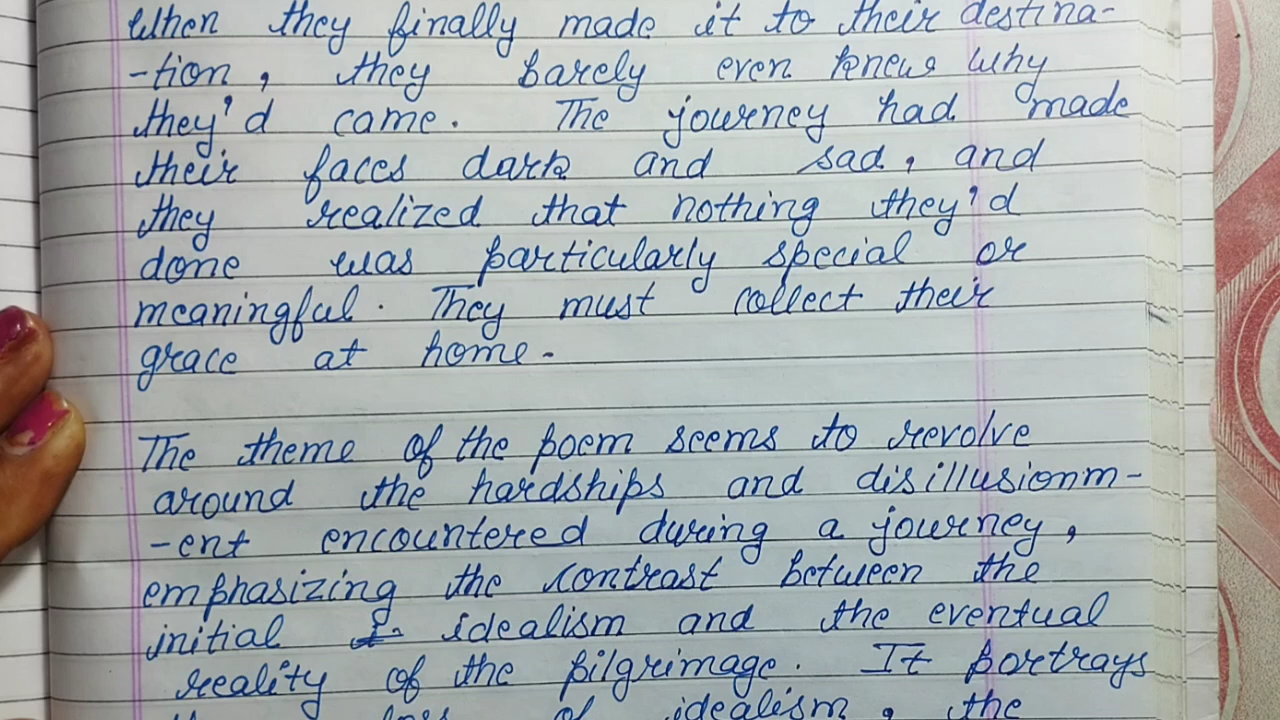 When they finally made it to their destina-
-tion, they barely even knew why
they'd came. The journey had made
their faces dark and sad, and
they realized that nothing they'd
done was particularly special or
meaningful. They must collect their
grace at home.
The theme of the poem seems to revolve
around the hardships and disillusionm-
-ent encountered during a journey,
emphasizing the contrast between the
initial idealism and the eventual
reality of the pilgrimage. It portrays
loss of idealism, the